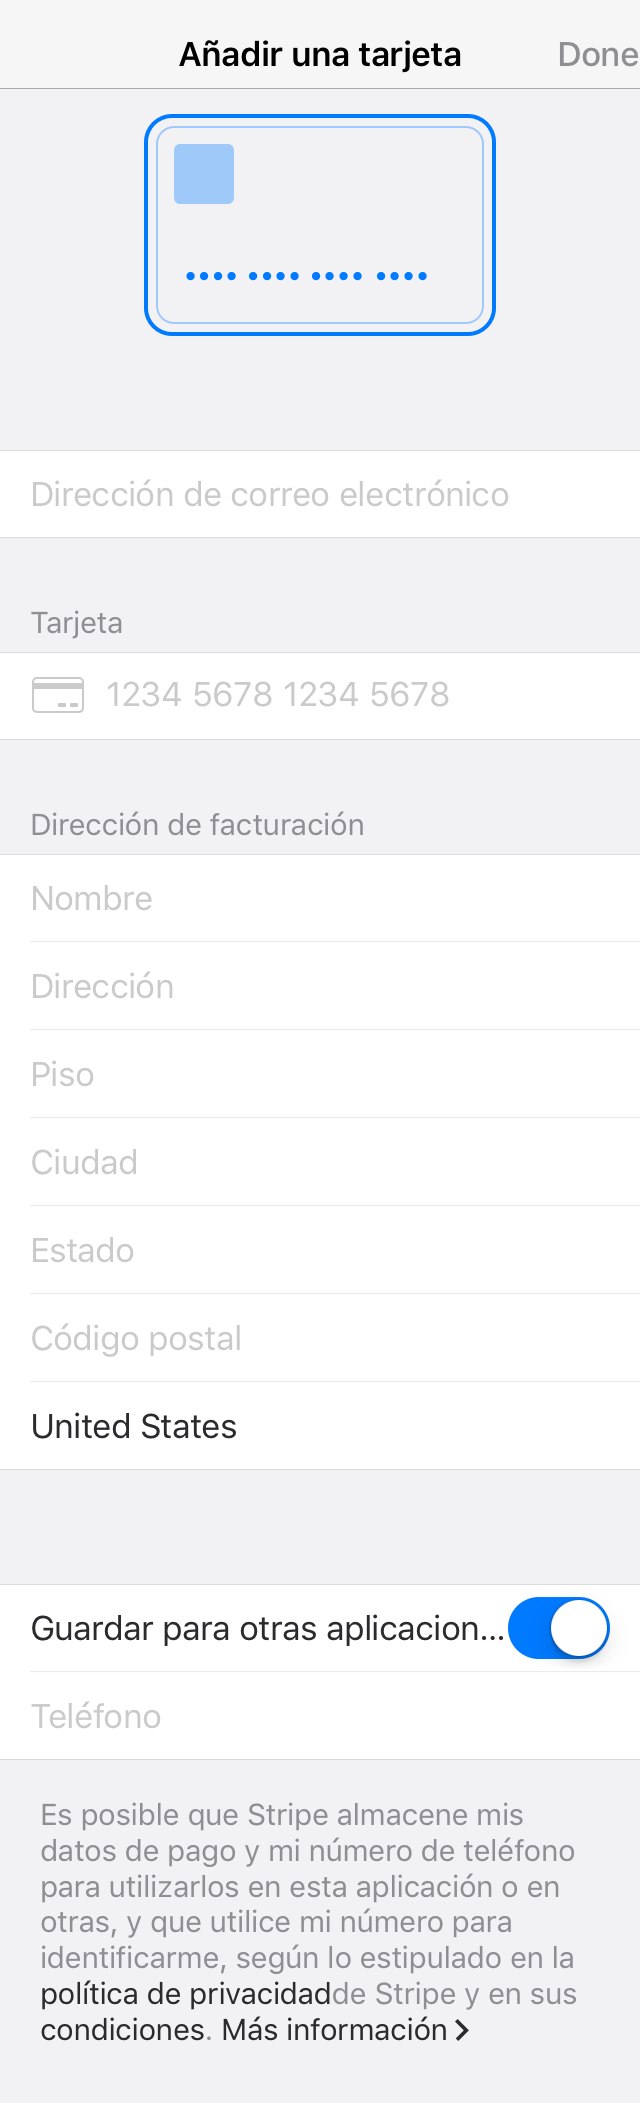 Añadir una tarjeta
Done
•••• •••• •••• ••••
Dirección de correo electrónico
Tarjeta
1234 5678 1234 5678
Dirección de facturación
Nombre
Dirección
Piso
Ciudad
Estado
Código postal
United States
Guardar para otras aplicacion...
Teléfono
Es posible que Stripe almacene mis
datos de pago y mi número de teléfono
para utilizarlos en esta aplicación o en
otras, y que utilice mi número para
identificarme, según lo estipulado en la
política de privacidadde Stripe y en sus
condiciones. Más información